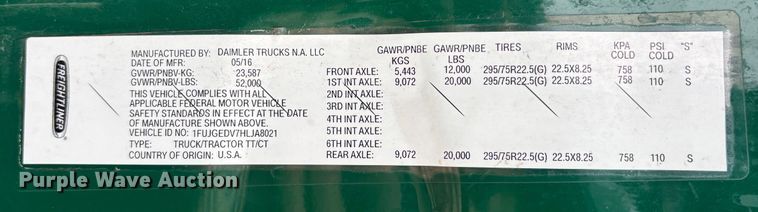 FREIGHTLINER
MANUFACTURED BY: DAIMLER TRUCKS N.A. LLC
DATE OF MFR: 05/16
GVWR/PNBV-KG: 23,587
GVWR/PNBV-LBS: 52,000
THIS VEHICLE COMPLIES WITH ALL
APPLICABLE FEDERAL MOTOR VEHICLE
SAFETY STANDARDS IN EFFECT AT THE DATE
OF MANUFACTURE SHOWN ABOVE.
VEHICLE ID NO: 1FUJGEDV7HLJA8021
TYPE: TRUCK/TRACTOR TT/CT
COUNTRY OF ORIGIN: U.S.A.
GAWR/PNBE KGS GAWR/PNBE LBS TIRES RIMS KPA COLD PSI COLD "S"
FRONT AXLE: 5,443 12,000 295/75R22.5(G) 22.5X8.25 758 110 S
1ST INT AXLE: 9,072 20,000 295/75R22.5(G) 22.5X8.25 758 110 S
2ND INT AXLE:
3RD INT AXLE:
4TH INT AXLE:
5TH INT AXLE:
6TH INT AXLE:
REAR AXLE: 9,072 20,000 295/75R22.5(G) 22.5X8.25 758 110 S
Purple Wave Auction